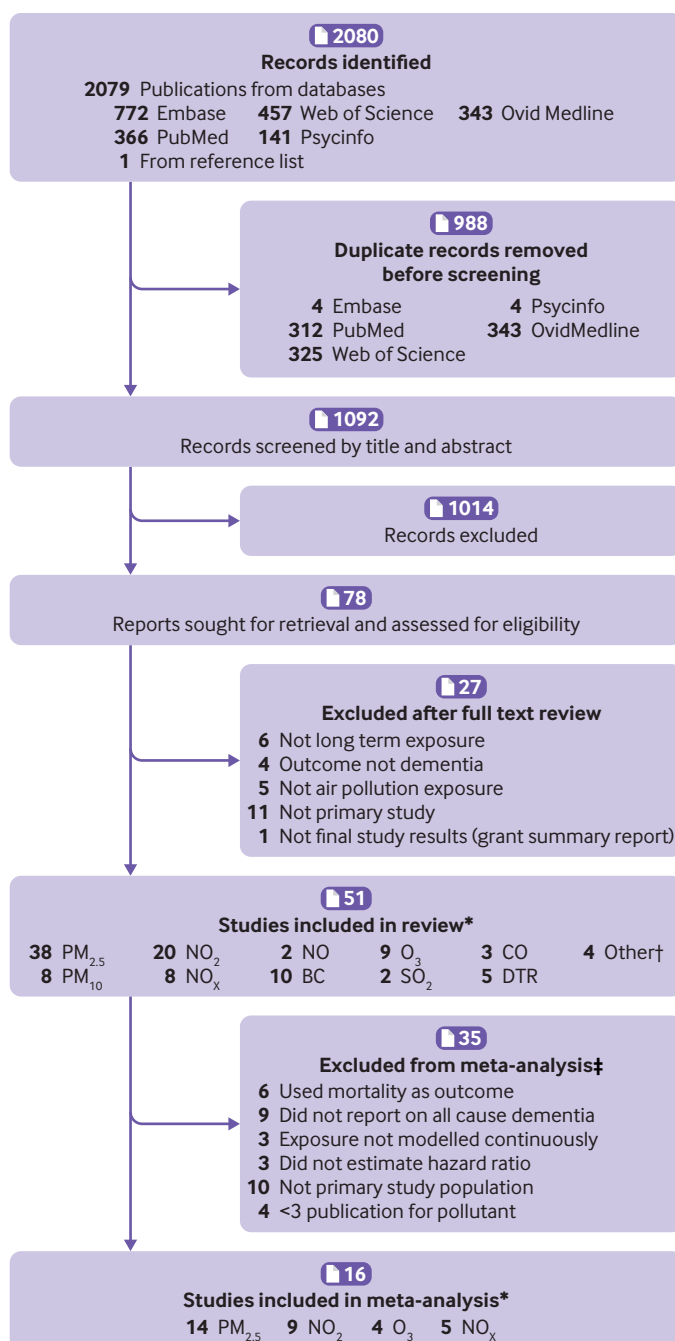 2080
Records identified
2079 Publications from databases
772 Embase 457 Web of Science 343 Ovid Medline
366 PubMed 141 Psycinfo
1 From reference list
988
Duplicate records removed
before screening
4 Embase 4 Psycinfo
312 PubMed 343 OvidMedline
325 Web of Science
1092
Records screened by title and abstract
1014
Records excluded
78
Reports sought for retrieval and assessed for eligibility
27
Excluded after full text review
6 Not long term exposure
4 Outcome not dementia
5 Not air pollution exposure
11 Not primary study
1 Not final study results (grant summary report)
51
Studies included in review*
38 PM2.5 20 NO2 2 NO 9 O3 3 CO 4 Other†
8 PM10 8 NOX 10 BC 2 SO2 5 DTR
35
Excluded from meta-analysis‡
6 Used mortality as outcome
9 Did not report on all cause dementia
3 Exposure not modelled continuously
3 Did not estimate hazard ratio
10 Not primary study population
4 <3 publication for pollutant
16
Studies included in meta-analysis*
14 PM2.5 9 NO2 4 O3 5 NOX